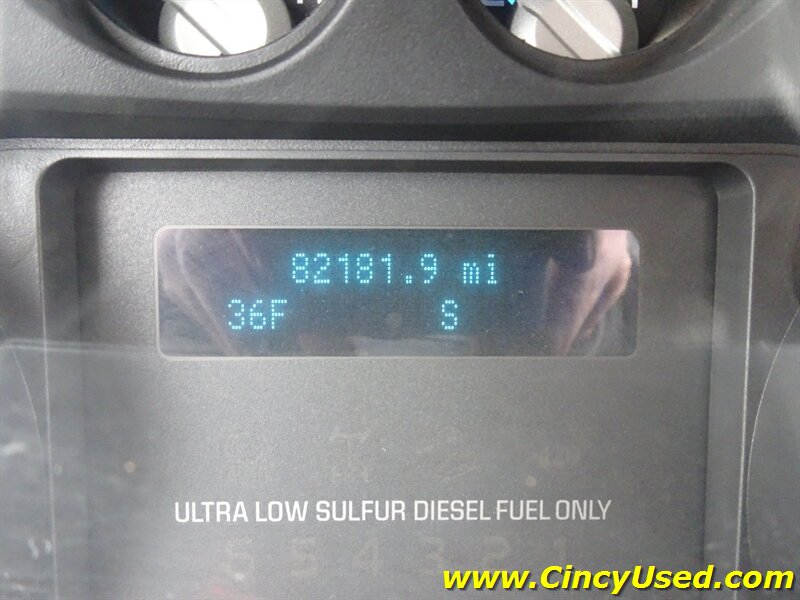 82181.9 mi
36F S
ULTRA LOW SULFUR DIESEL FUEL ONLY
www.CincyUsed.com